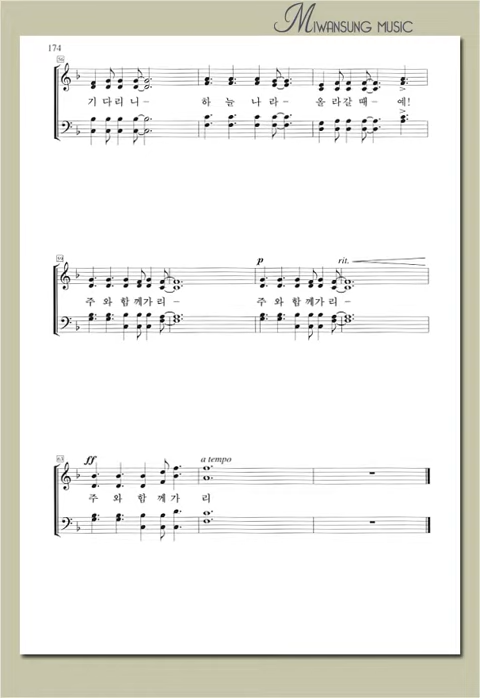 MIWANSUNG MUSIC
174
기 다 리 니 – 하 늘 나 라 – 올 라 갈 때 – 예!
p rit.
주 와 함 께 가 리 – 주 와 함 께 가 리 –
ff a tempo
주 와 함 께 가 리